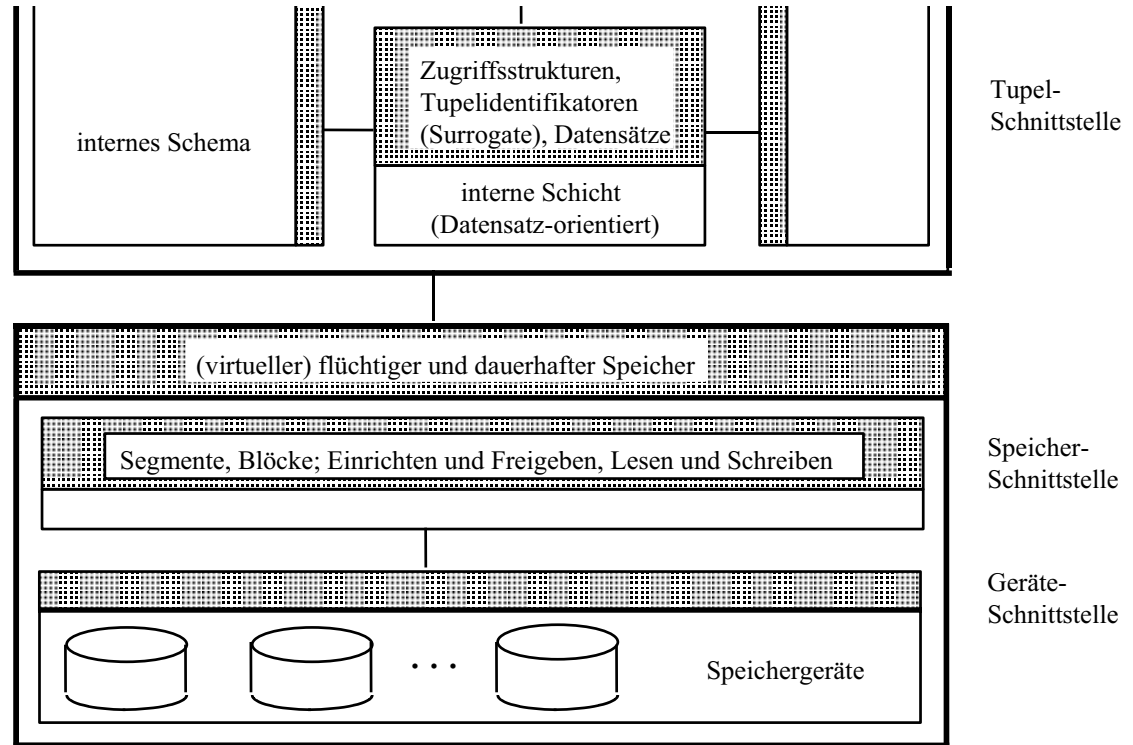 Zugriffsstrukturen,
Tupelidentifikatoren
(Surrogate), Datensätze
Tupel-
Schnittstelle
internes Schema
interne Schicht
(Datensatz-orientiert)
(virtueller) flüchtiger und dauerhafter Speicher
Segmente, Blöcke; Einrichten und Freigeben, Lesen und Schreiben
Speicher-
Schnittstelle
Geräte-
Schnittstelle
. . .
Speichergeräte